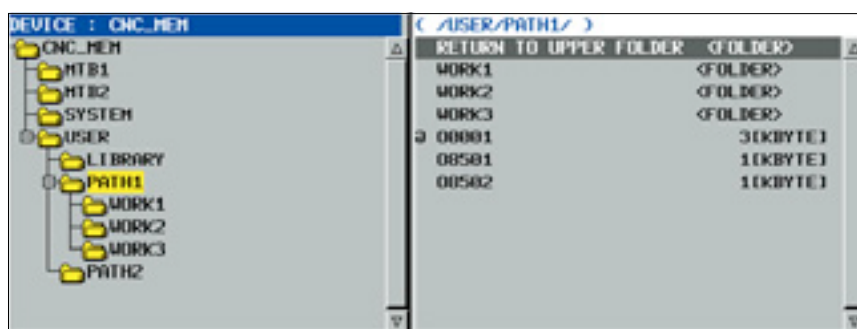 DEVICE : CNC_MEM
CNC_MEM
MTB1
MTB2
SYSTEM
USER
LIBRARY
PATH1
WORK1
WORK2
WORK3
PATH2
( /USER/PATH1/ )
RETURN TO UPPER FOLDER <FOLDER>
WORK1 <FOLDER>
WORK2 <FOLDER>
WORK3 <FOLDER>
@ O0001 3[KBYTE]
O8501 1[KBYTE]
O8502 1[KBYTE]